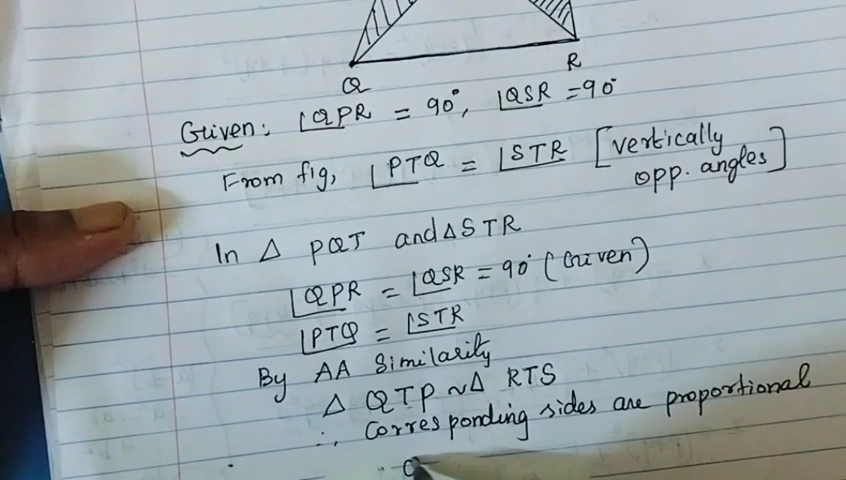 Q R
Given: ∠QPR = 90°, ∠QSR = 90°
From fig, ∠PTQ = ∠STR [vertically
opp. angles]
In Δ PQT and Δ STR
∠QPR = ∠QSR = 90° (Given)
∠PTQ = ∠STR
By AA Similarity
Δ QTP ~ Δ RTS
∴ Corresponding sides are proportional